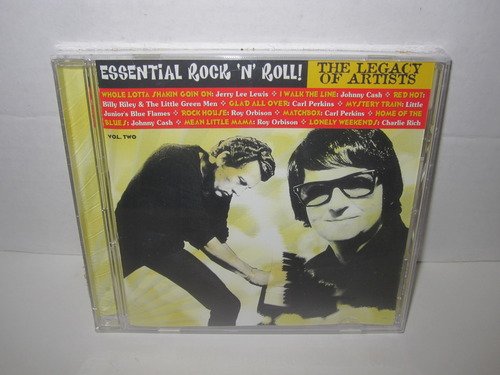 ESSENTIAL ROCK 'N' ROLL!
THE LEGACY
OF ARTISTS
WHOLE LOTTA SHAKIN GOIN ON: Jerry Lee Lewis ✤ I WALK THE LINE: Johnny Cash ✤ RED HOT:
Billy Riley & The Little Green Men ✤ GLAD ALL OVER: Carl Perkins ✤ MYSTERY TRAIN: Little
Junior's Blue Flames ✤ ROCK HOUSE: Roy Orbison ✤ MATCHBOX: Carl Perkins ✤ HOME OF THE
BLUES: Johnny Cash ✤ MEAN LITTLE MAMA: Roy Orbison ✤ LONELY WEEKENDS: Charlie Rich
VOL. TWO